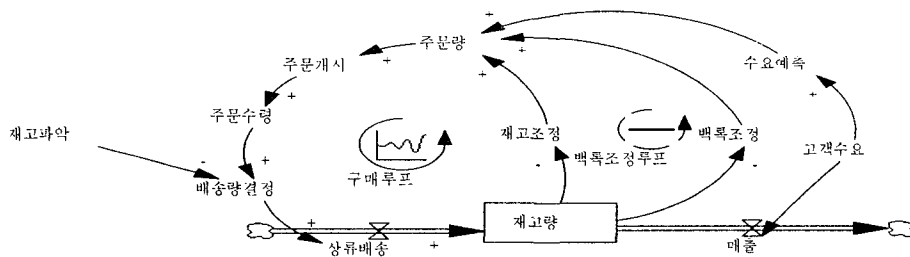 주문량
수요예측
주문개시
주문수령
재고파악
재고조정
백록조정
고객수요
백록조정루프
구매루프
배송량결정
재고량
상류배송
매출
+
+
+
+
+
+
+
+
+
+
-
-
-